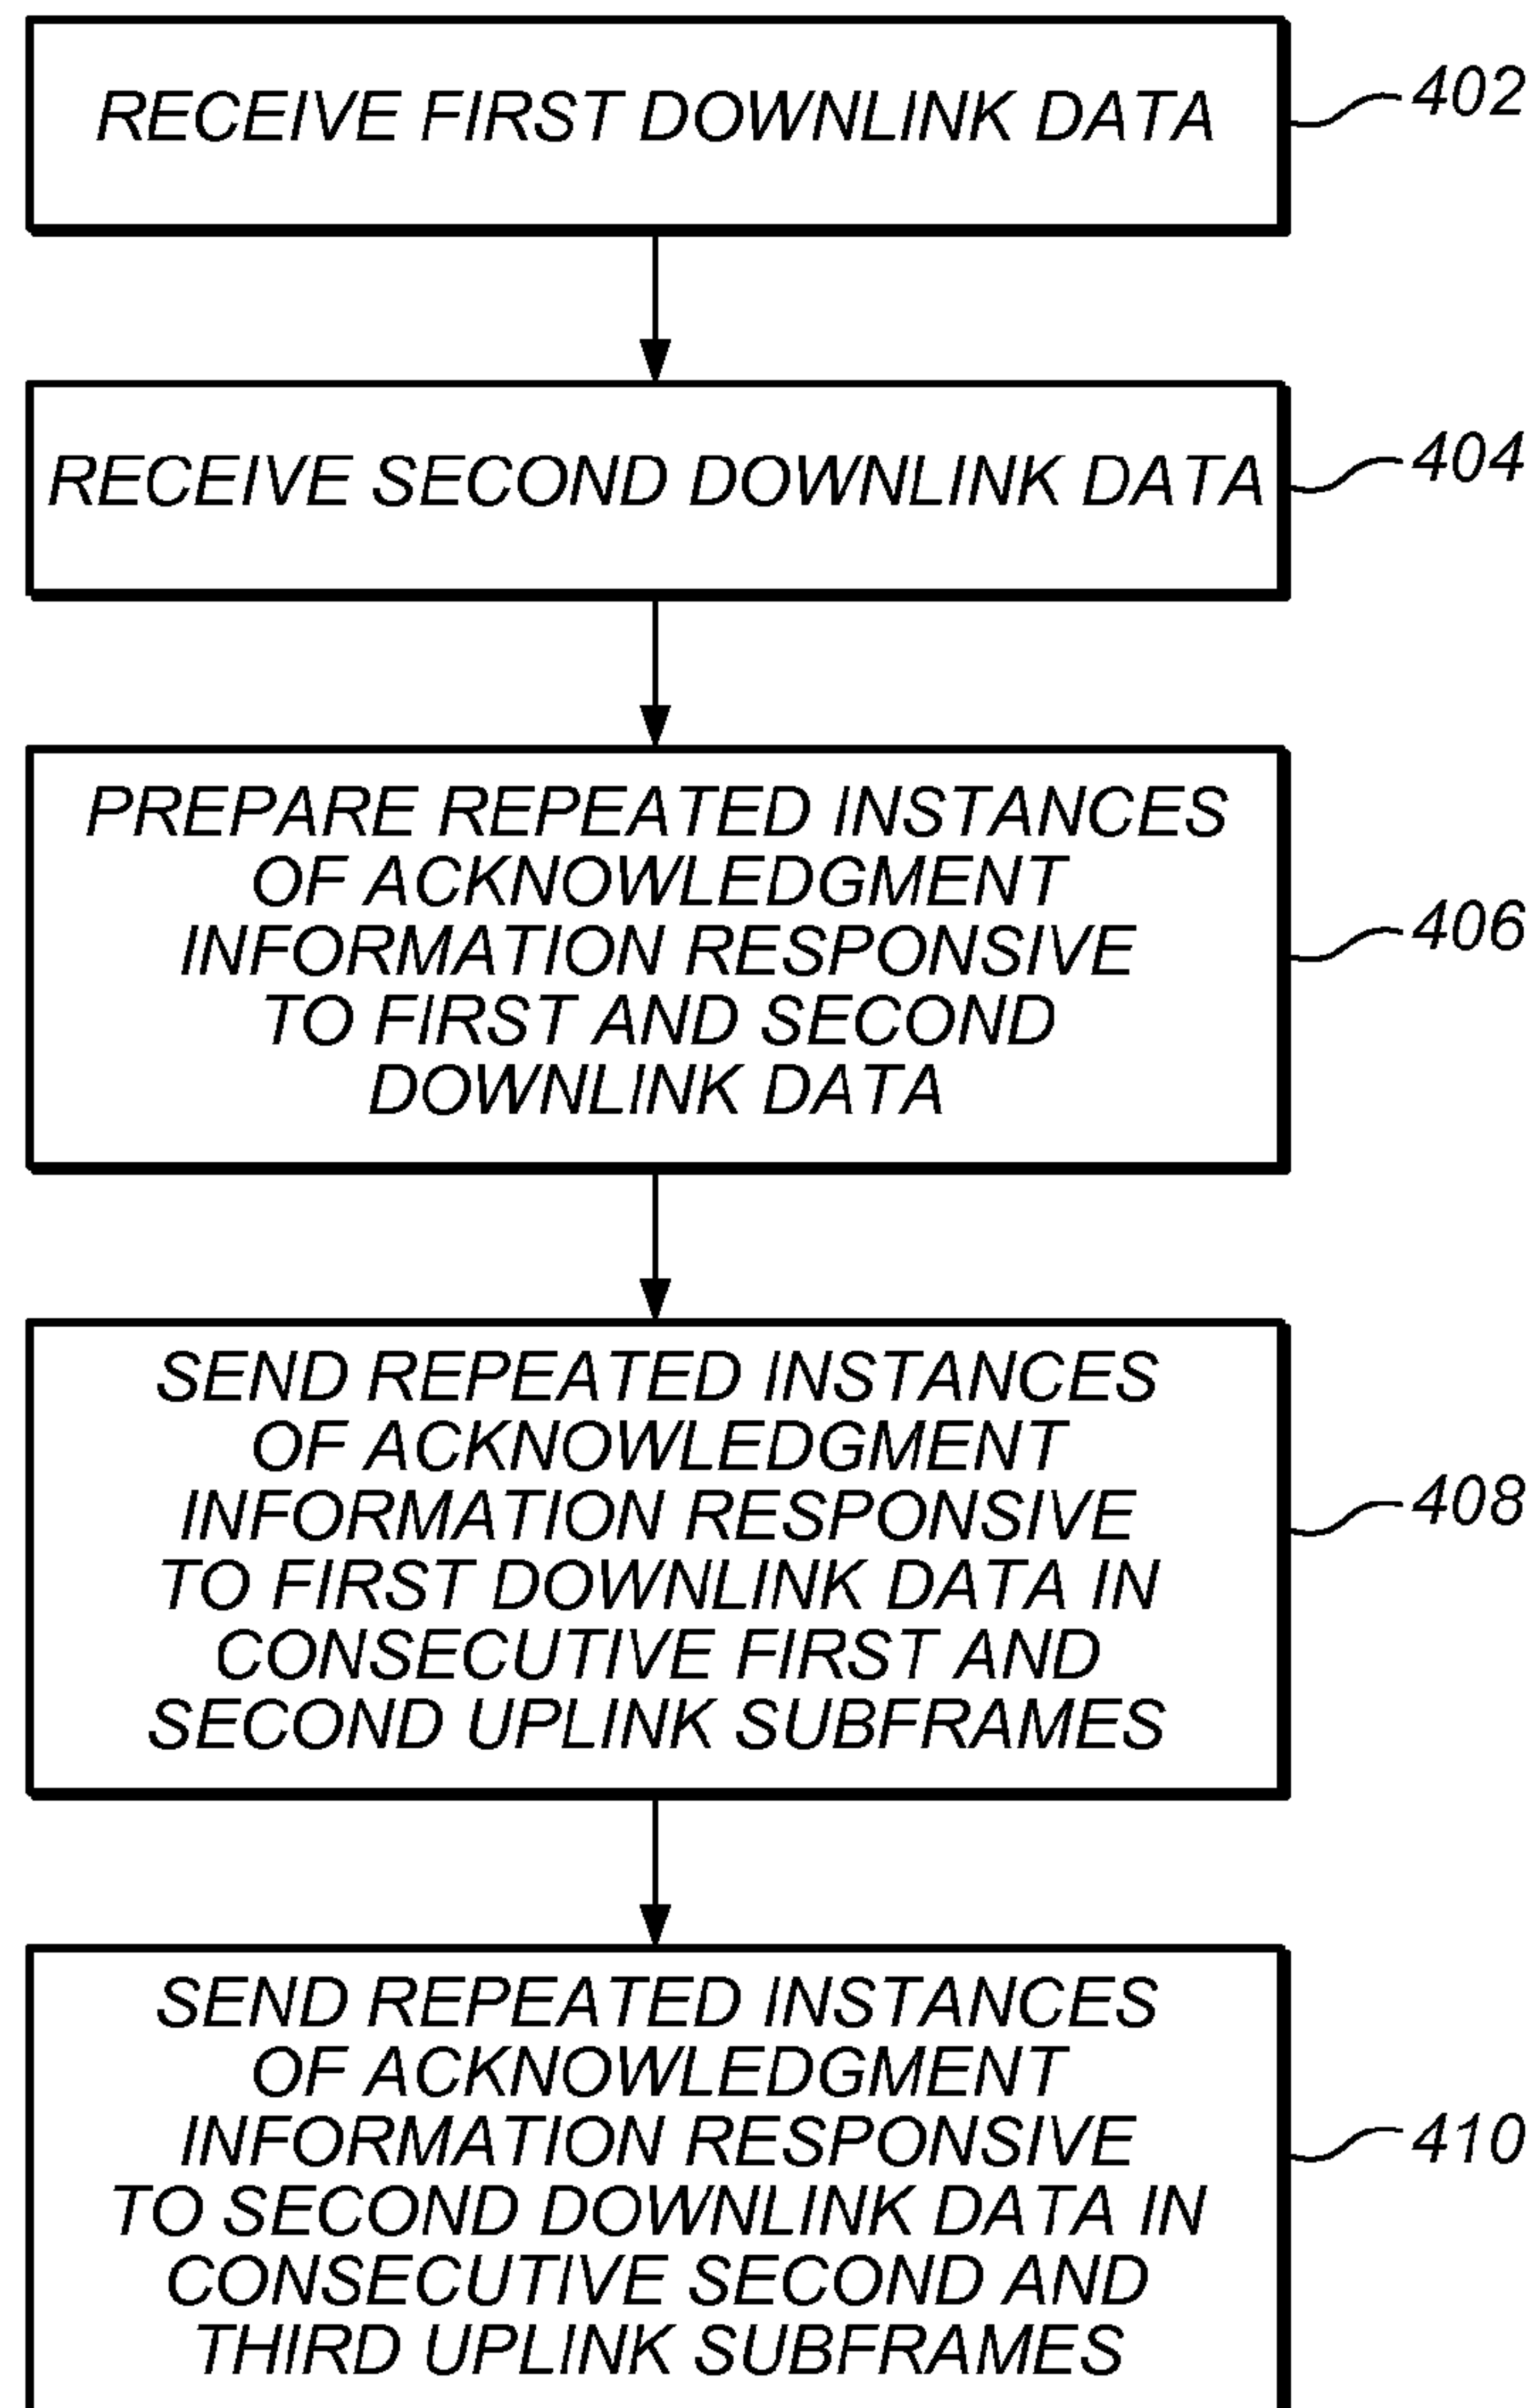 RECEIVE FIRST DOWNLINK DATA
402
RECEIVE SECOND DOWNLINK DATA
404
PREPARE REPEATED INSTANCES
OF ACKNOWLEDGMENT
INFORMATION RESPONSIVE
TO FIRST AND SECOND
DOWNLINK DATA
406
SEND REPEATED INSTANCES
OF ACKNOWLEDGMENT
INFORMATION RESPONSIVE
TO FIRST DOWNLINK DATA IN
CONSECUTIVE FIRST AND
SECOND UPLINK SUBFRAMES
408
SEND REPEATED INSTANCES
OF ACKNOWLEDGMENT
INFORMATION RESPONSIVE
TO SECOND DOWNLINK DATA IN
CONSECUTIVE SECOND AND
THIRD UPLINK SUBFRAMES
410